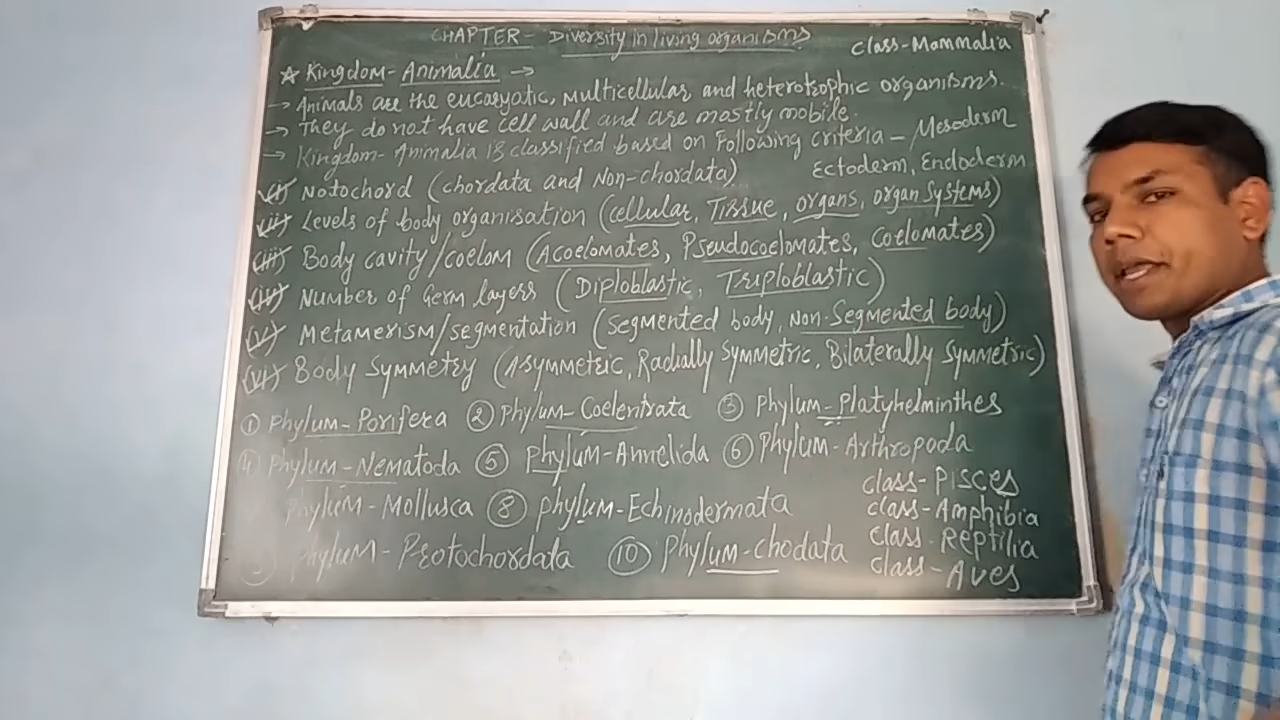 CHAPTER- Diversity in living organisms
class-Mammalia
☆ Kingdom-Animalia →
→ Animals are the eucaryatic, multicellular and heterotrophic organisms.
→ They do not have cell wall and are mostly mobile.
→ Kingdom-Animalia is classified based on Following criteria – Mesoderm
Ectoderm, Endoderm
(i) Notochord (chordata and Non-chordata)
(ii) Levels of body organisation (cellular, Tissue, organs, organ systems)
(iii) Body cavity/coelom (Acoelomates, Pseudocoelomates, Coelomates)
(iv) Number of Germ layers (Diploblastic, Triploblastic)
(v) Metamerism/segmentation (segmented body, Non-Segmented body)
(vi) Body Symmetry (Asymmetric, Radially Symmetric, Bilaterally Symmetric)
① Phylum-Porifera ② Phylum-Coelentrata ③ Phylum-Platyhelminthes
④ Phylum-Nematoda ⑤ Phylum-Annelida ⑥ Phylum-Arthropoda
Phylum-Mollusca ⑧ Phylum-Echinodermata
Phylum-Protochordata ⑩ Phylum-chodata
class-Pisces
class-Amphibia
class-Reptilia
class-Aves